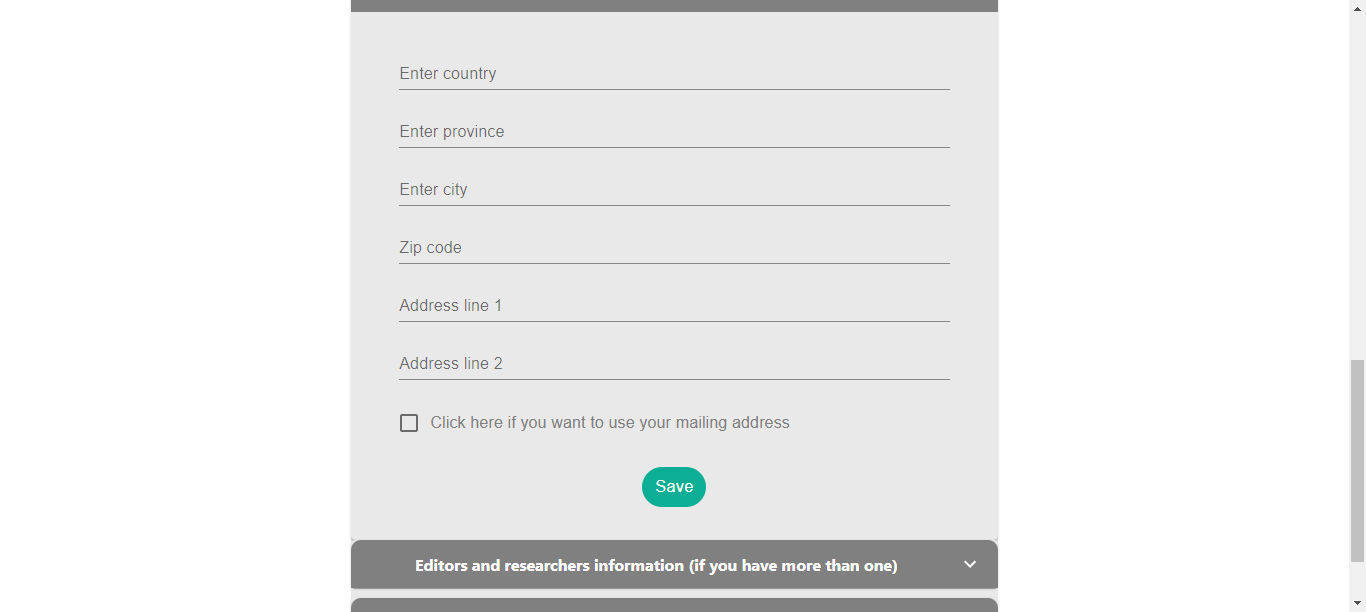 Enter country
Enter province
Enter city
Zip code
Address line 1
Address line 2
Click here if you want to use your mailing address
Save
Editors and researchers information (if you have more than one)